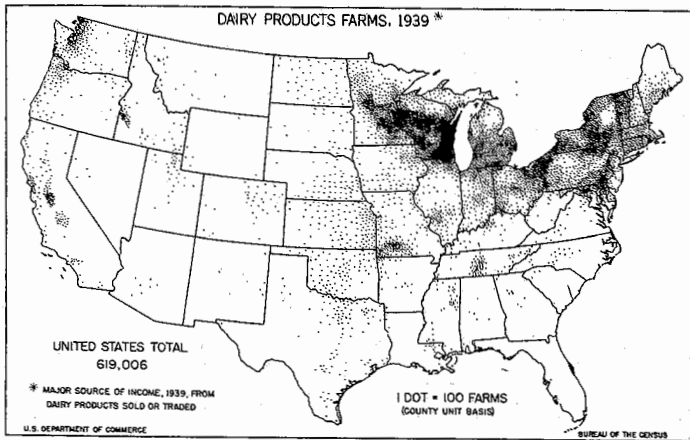 DAIRY PRODUCTS FARMS, 1939 *
UNITED STATES TOTAL
619,006
* MAJOR SOURCE OF INCOME, 1939, FROM
DAIRY PRODUCTS SOLD OR TRADED
1 DOT = 100 FARMS
(COUNTY UNIT BASIS)
U.S. DEPARTMENT OF COMMERCE
BUREAU OF THE CENSUS